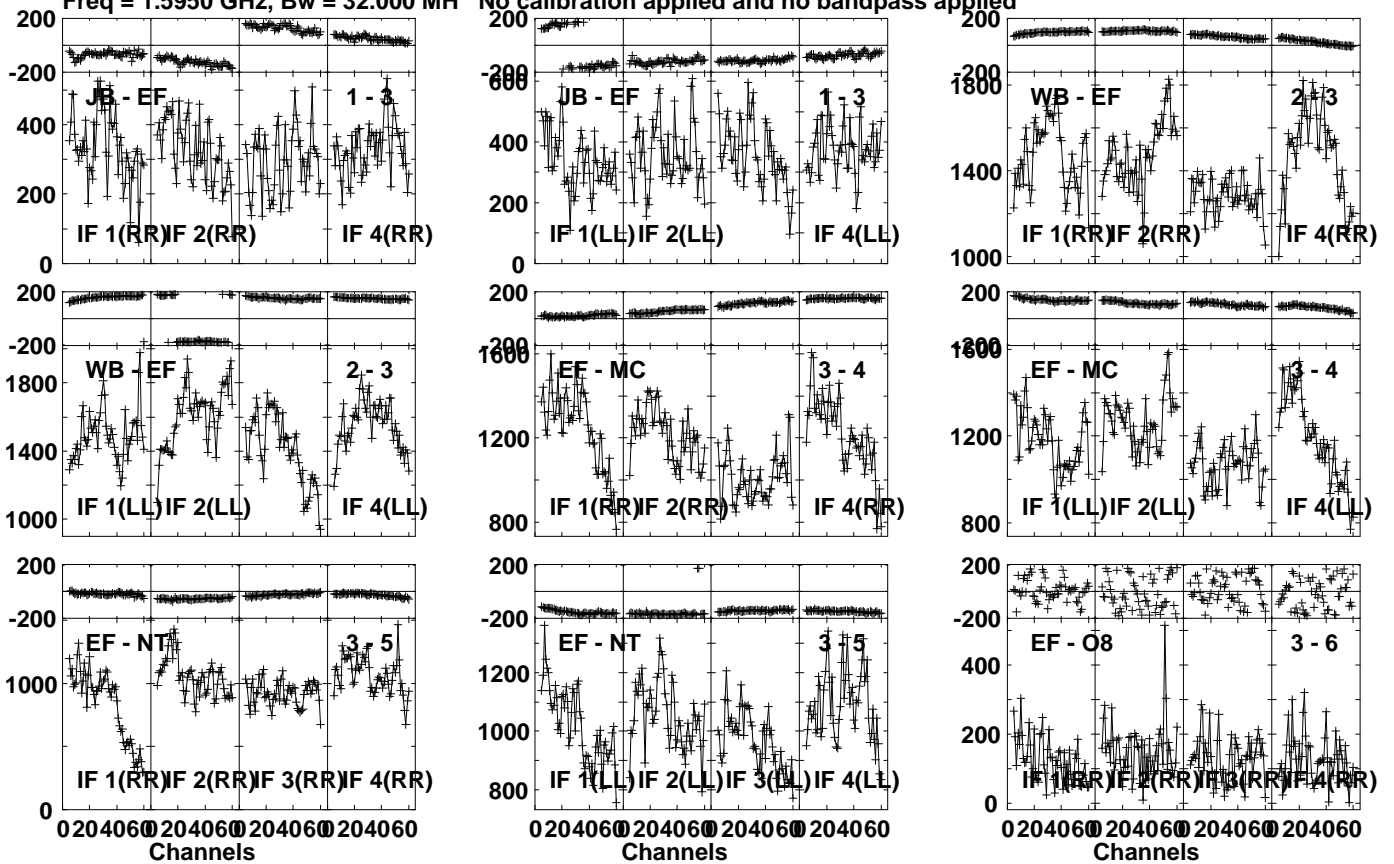 Freq = 1.5950 GHz, Bw = 32.000 MH No calibration applied and no bandpass applied
200
-200
JB - EF 1 - 3
400
200
0
IF 1(RR) IF 2(RR) IF 4(RR)
200
-200
600
JB - EF 1 - 3
400
200
0
IF 1(LL) IF 2(LL) IF 4(LL)
200
-200
1800
WB - EF 2 - 3
1400
1000
IF 1(RR) IF 2(RR) IF 4(RR)
200
-200
WB - EF 2 - 3
1800
1400
1000
IF 1(LL) IF 2(LL) IF 4(LL)
200
-200
1600
EF - MC 3 - 4
1200
800
IF 1(RR) IF 2(RR) IF 4(RR)
200
-200
1600
EF - MC 3 - 4
1200
800
IF 1(LL) IF 2(LL) IF 4(LL)
200
-200
EF - NT 3 - 5
1000
0
IF 1(RR) IF 2(RR) IF 3(RR) IF 4(RR)
0 20 40 60 0 20 40 60 0 20 40 60 0 20 40 60
Channels
200
-200
EF - NT 3 - 5
1200
1000
800
IF 1(LL) IF 2(LL) IF 3(LL) IF 4(LL)
0 20 40 60 0 20 40 60 0 20 40 60 0 20 40 60
Channels
200
-200
EF - O8 3 - 6
400
200
0
IF 1(RR) IF 2(RR) IF 3(RR) IF 4(RR)
0 20 40 60 0 20 40 60 0 20 40 60 0 20 40 60
Channels